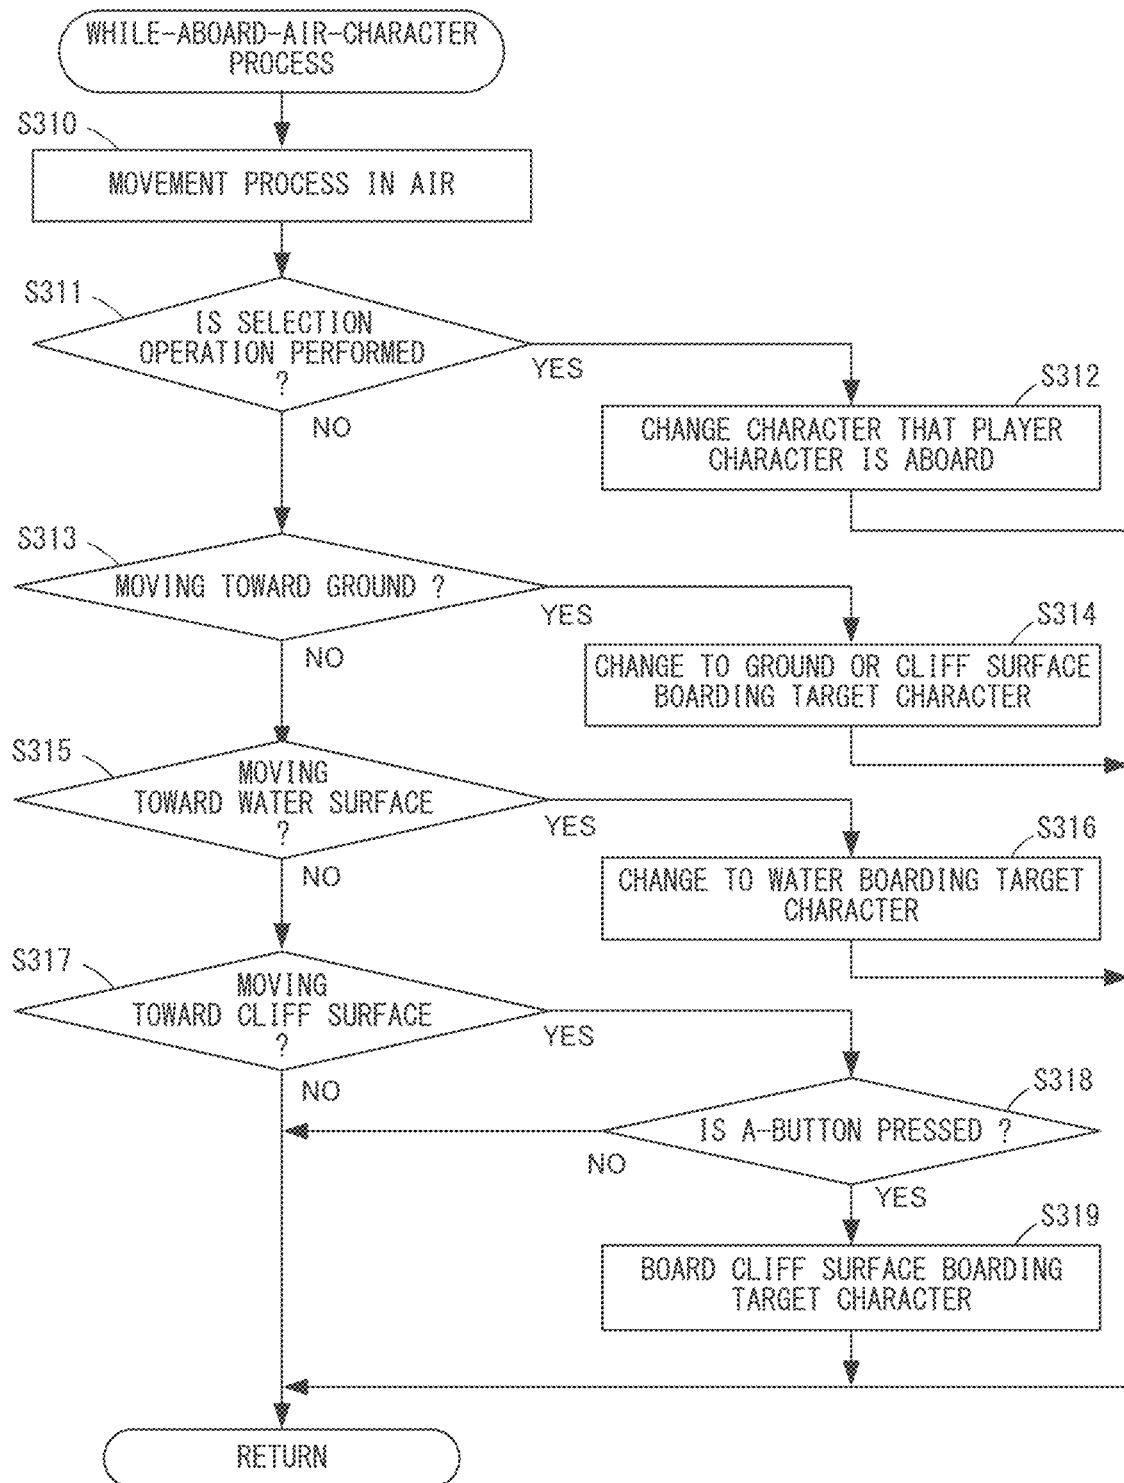 WHILE-ABOARD-AIR-CHARACTER
PROCESS
S310
MOVEMENT PROCESS IN AIR
S311
IS SELECTION
OPERATION PERFORMED
?
YES
NO
S312
CHANGE CHARACTER THAT PLAYER
CHARACTER IS ABOARD
S313
MOVING TOWARD GROUND ?
YES
NO
S314
CHANGE TO GROUND OR CLIFF SURFACE
BOARDING TARGET CHARACTER
S315
MOVING
TOWARD WATER SURFACE
?
YES
NO
S316
CHANGE TO WATER BOARDING TARGET
CHARACTER
S317
MOVING
TOWARD CLIFF SURFACE
?
YES
NO
S318
IS A-BUTTON PRESSED ?
NO
YES
S319
BOARD CLIFF SURFACE BOARDING
TARGET CHARACTER
RETURN